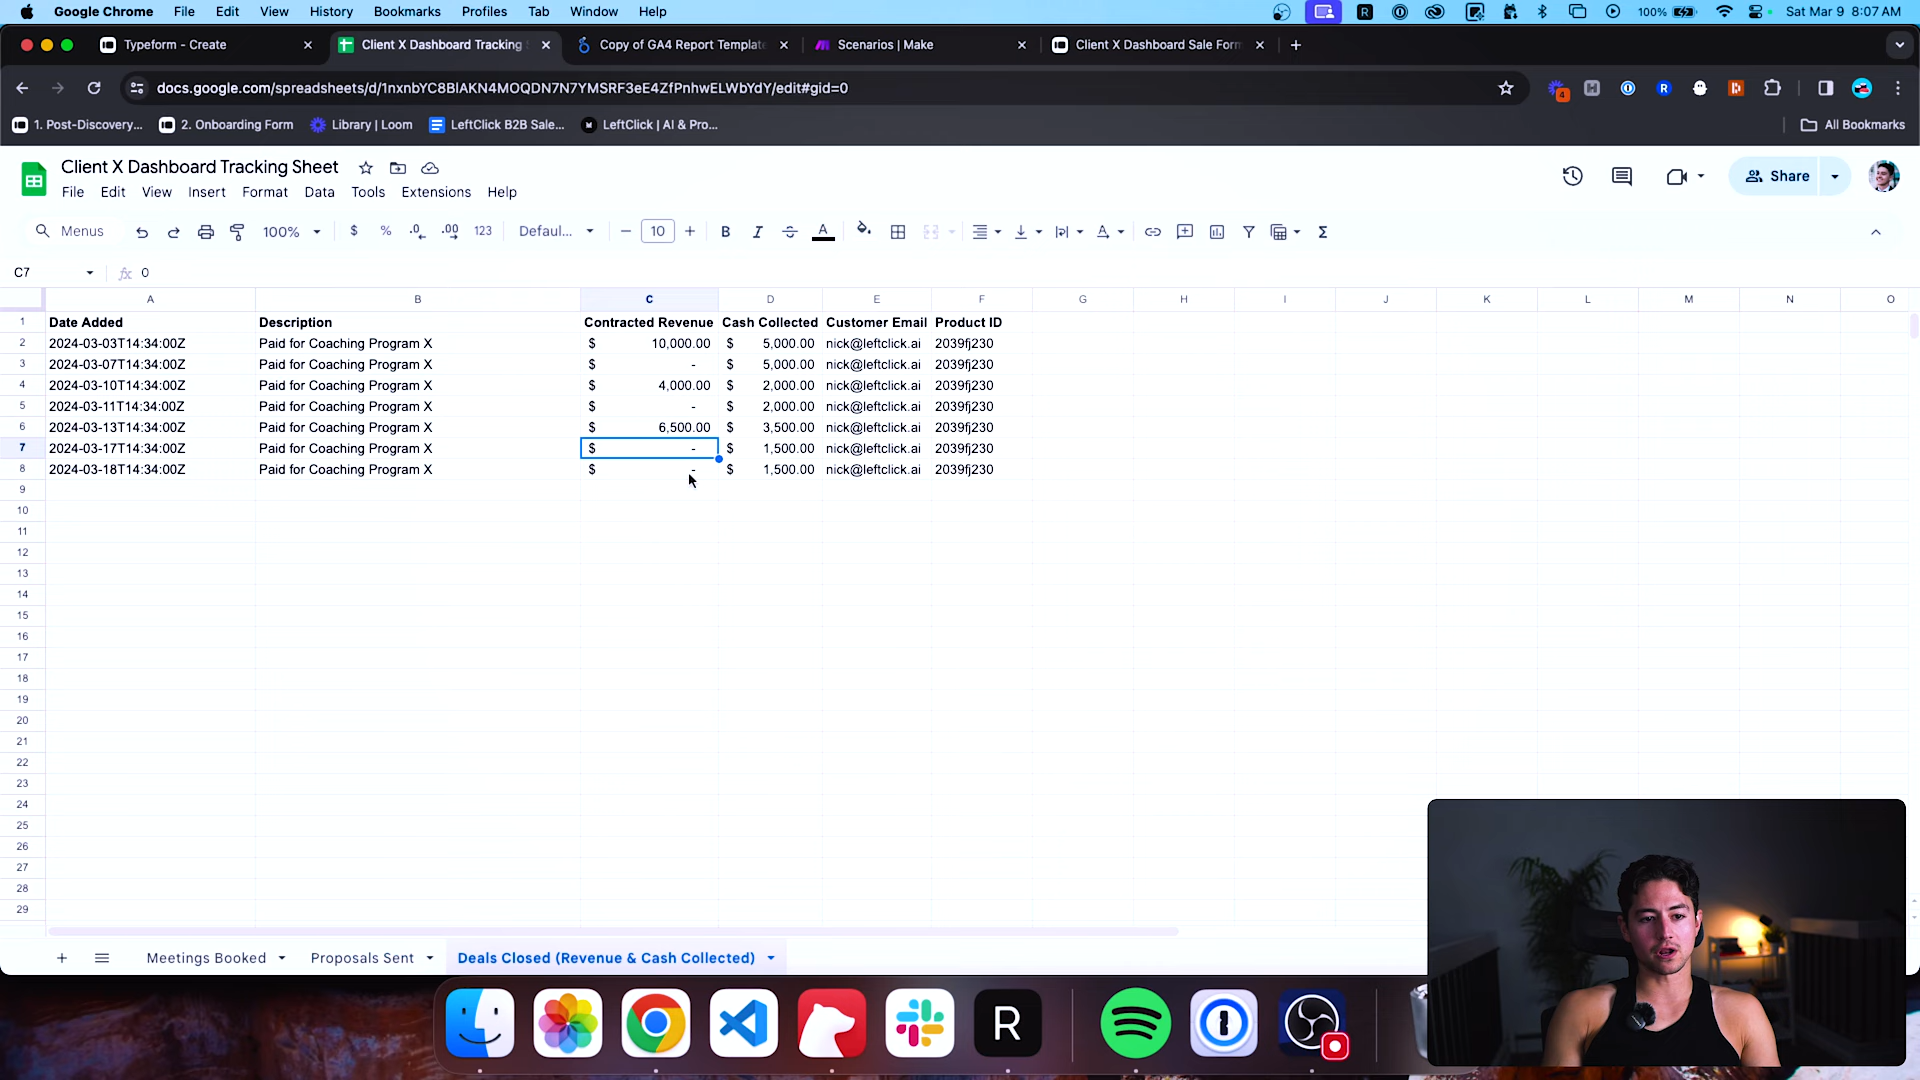 Google Chrome File Edit View History Bookmarks Profiles Tab Window Help 100% Sat Mar 9 8:07 AM
Typeform - Create Client X Dashboard Tracking S Copy of GA4 Report Template Scenarios | Make Client X Dashboard Sale Form
docs.google.com/spreadsheets/d/1nxnbYC8BlAKN4MOQDN7N7YMSRF3eE4ZfPnhwELWbYdY/edit#gid=0
1. Post-Discovery... 2. Onboarding Form Library | Loom LeftClick B2B Sale... LeftClick | AI & Pro... All Bookmarks
Client X Dashboard Tracking Sheet
File Edit View Insert Format Data Tools Extensions Help
Share
Menus 100% $ % .0 .00 123 Defaul... 10 B I A Σ
C7 fx 0
A B C D E F G H I J K L M N O
1 Date Added Description Contracted Revenue Cash Collected Customer Email Product ID
2 2024-03-03T14:34:00Z Paid for Coaching Program X $ 10,000.00 $ 5,000.00 nick@leftclick.ai 2039fj230
3 2024-03-07T14:34:00Z Paid for Coaching Program X $ - $ 5,000.00 nick@leftclick.ai 2039fj230
4 2024-03-10T14:34:00Z Paid for Coaching Program X $ 4,000.00 $ 2,000.00 nick@leftclick.ai 2039fj230
5 2024-03-11T14:34:00Z Paid for Coaching Program X $ - $ 2,000.00 nick@leftclick.ai 2039fj230
6 2024-03-13T14:34:00Z Paid for Coaching Program X $ 6,500.00 $ 3,500.00 nick@leftclick.ai 2039fj230
7 2024-03-17T14:34:00Z Paid for Coaching Program X $ - $ 1,500.00 nick@leftclick.ai 2039fj230
8 2024-03-18T14:34:00Z Paid for Coaching Program X $ - $ 1,500.00 nick@leftclick.ai 2039fj230
9
10
11
12
13
14
15
16
17
18
19
20
21
22
23
24
25
26
27
28
29
Meetings Booked Proposals Sent Deals Closed (Revenue & Cash Collected)
R